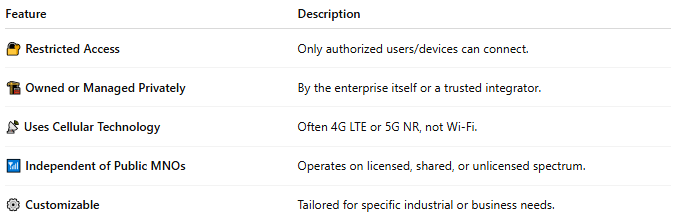 Feature Description
Restricted Access Only authorized users/devices can connect.
Owned or Managed Privately By the enterprise itself or a trusted integrator.
Uses Cellular Technology Often 4G LTE or 5G NR, not Wi-Fi.
Independent of Public MNOs Operates on licensed, shared, or unlicensed spectrum.
Customizable Tailored for specific industrial or business needs.